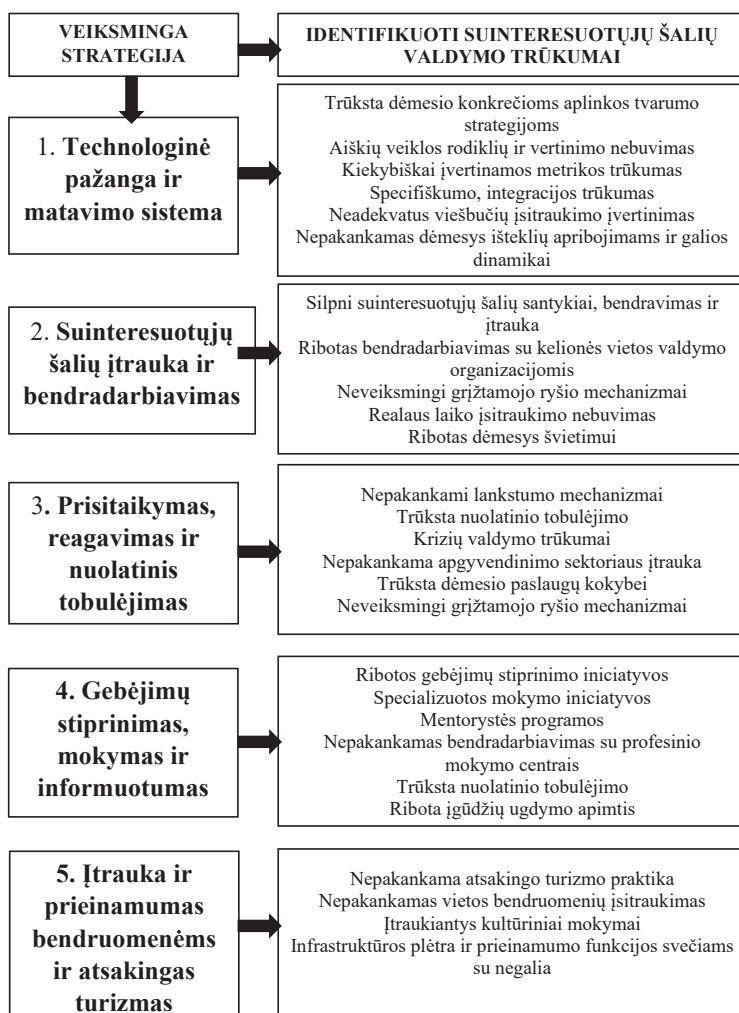 VEIKSMINGA
STRATEGIJA
IDENTIFIKUOTI SUINTERESUOTŲJŲ ŠALIŲ
VALDYMO TRŪKUMAI
1. Technologinė
pažanga ir
matavimo sistema
Trūksta dėmesio konkrečioms aplinkos tvarumo
strategijoms
Aiškių veiklos rodiklių ir vertinimo nebuvimas
Kiekybiškai įvertinamos metrikos trūkumas
Specifiškumo, integracijos trūkumas
Neadekvatus viešbučių įsitraukimo įvertinimas
Nepakankamas dėmesys išteklių apribojimams ir galios
dinamikai
2. Suinteresuotųjų
šalių įtrauka ir
bendradarbiavimas
Silpni suinteresuotųjų šalių santykiai, bendravimas ir
įtrauka
Ribotas bendradarbiavimas su kelionės vietos valdymo
organizacijomis
Neveiksmingi grįžtamojo ryšio mechanizmai
Realaus laiko įsitraukimo nebuvimas
Ribotas dėmesys švietimui
3. Prisitaikymas,
reagavimas ir
nuolatinis
tobulėjimas
Nepakankami lankstumo mechanizmai
Trūksta nuolatinio tobulėjimo
Krizių valdymo trūkumai
Nepakankama apgyvendinimo sektoriaus įtrauka
Trūksta dėmesio paslaugų kokybei
Neveiksmingi grįžtamojo ryšio mechanizmai
4. Gebėjimų
stiprinimas,
mokymas ir
informuotumas
Ribotos gebėjimų stiprinimo iniciatyvos
Specializuotos mokymo iniciatyvos
Mentorystės programos
Nepakankamas bendradarbiavimas su profesinio
mokymo centrais
Trūksta nuolatinio tobulėjimo
Ribota įgūdžių ugdymo apimtis
5. Įtrauka ir
prieinamumas
bendruomenėms
ir atsakingas
turizmas
Nepakankama atsakingo turizmo praktika
Nepakankamas vietos bendruomenių įsitraukimas
Įtraukiantys kultūriniai mokymai
Infrastruktūros plėtra ir prieinamumo funkcijos svečiams
su negalia